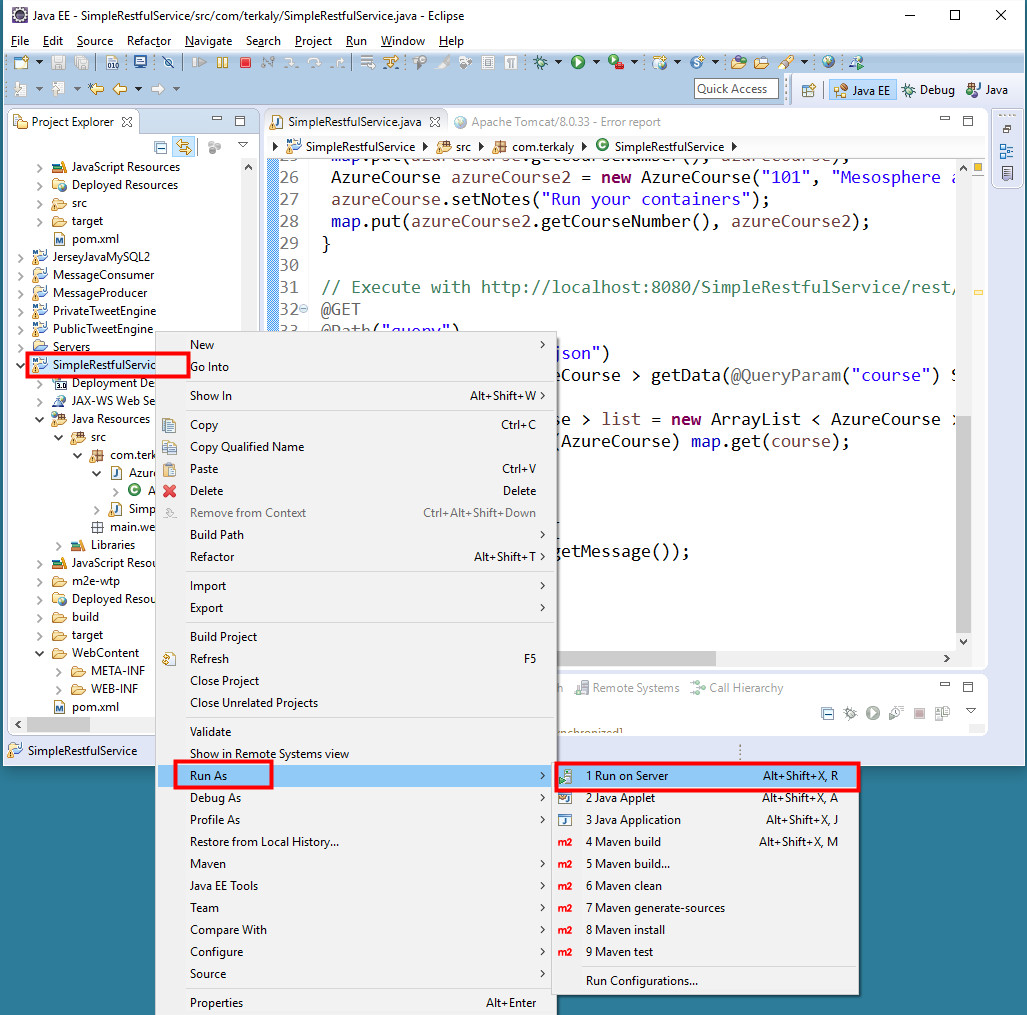 Java EE - SimpleRestfulService/src/com/terkaly/SimpleRestfulService.java - Eclipse
File Edit Source Refactor Navigate Search Project Run Window Help
Quick Access Java EE Debug Java
Project Explorer
JavaScript Resources
Deployed Resources
src
target
pom.xml
JerseyJavaMySQL2
MessageConsumer
MessageProducer
PrivateTweetEngine
PublicTweetEngine
Servers
SimpleRestfulServic
Deployment De
JAX-WS Web Se
Java Resources
src
com.terk
Azur
A
Simp
main.we
Libraries
JavaScript Resou
m2e-wtp
Deployed Resou
build
target
WebContent
META-INF
WEB-INF
pom.xml
SimpleRestfulService
SimpleRestfulService.java Apache Tomcat/8.0.33 - Error report
SimpleRestfulService src com.terkaly SimpleRestfulService
26 AzureCourse azureCourse2 = new AzureCourse("101", "Mesosphere a
27 azureCourse.setNotes("Run your containers");
28 map.put(azureCourse2.getCourseNumber(), azureCourse2);
29 }
30
31 // Execute with http://localhost:8080/SimpleRestfulService/rest/
32 @GET
33 @Path("query")
json")
eCourse > getData(@QueryParam("course") S
se > list = new ArrayList < AzureCourse >
(AzureCourse) map.get(course);
getMessage());
Remote Systems Call Hierarchy
New
Go Into
Show In Alt+Shift+W
Copy Ctrl+C
Copy Qualified Name
Paste Ctrl+V
Delete Delete
Remove from Context Ctrl+Alt+Shift+Down
Build Path
Refactor Alt+Shift+T
Import
Export
Build Project
Refresh F5
Close Project
Close Unrelated Projects
Validate
Show in Remote Systems view
Run As
Debug As
Profile As
Restore from Local History...
Maven
Java EE Tools
Team
Compare With
Configure
Source
Properties Alt+Enter
1 Run on Server Alt+Shift+X, R
2 Java Applet Alt+Shift+X, A
3 Java Application Alt+Shift+X, J
m2 4 Maven build Alt+Shift+X, M
m2 5 Maven build...
m2 6 Maven clean
m2 7 Maven generate-sources
m2 8 Maven install
m2 9 Maven test
Run Configurations...